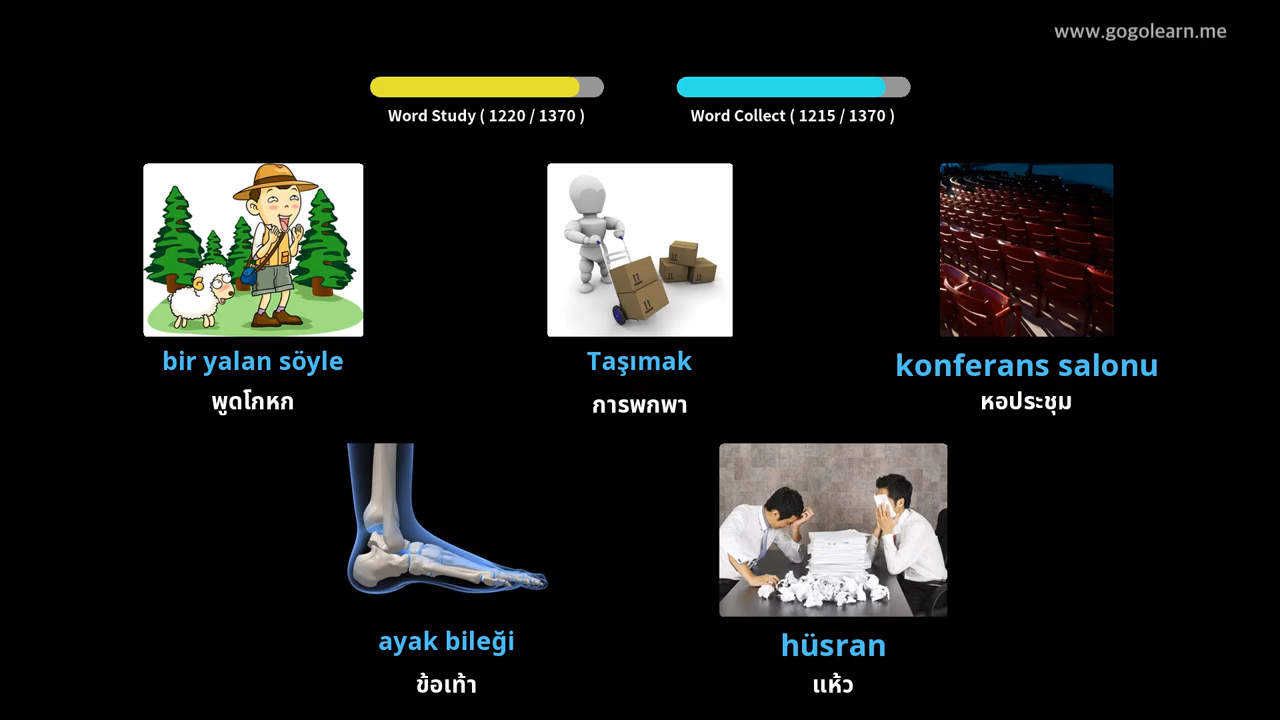 www.gogolearn.me
Word Study ( 1220 / 1370 )
Word Collect ( 1215 / 1370 )
bir yalan söyle
พูดโกหก
Taşımak
การพกพา
konferans salonu
หอประชุม
ayak bileği
ข้อเท้า
hüsran
แห้ว